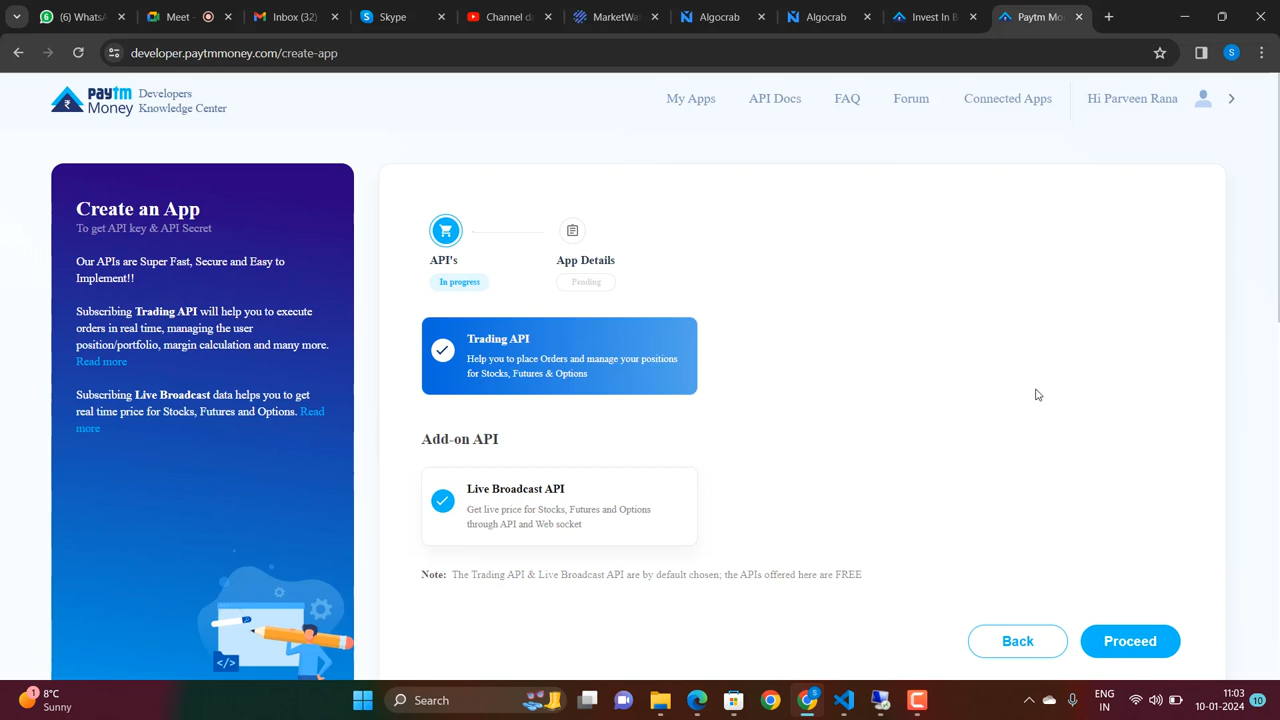 (6) WhatsA
Meet -
Inbox (32)
Skype
Channel da
MarketWa
Algocrab
Algocrab
Invest In B
Paytm Mo
developer.paytmmoney.com/create-app
S
paytm
Money
Developers
Knowledge Center
My Apps
API Docs
FAQ
Forum
Connected Apps
Hi Parveen Rana
Create an App
To get API key & API Secret
Our APIs are Super Fast, Secure and Easy to
Implement!!
Subscribing Trading API will help you to execute
orders in real time, managing the user
position/portfolio, margin calculation and many more.
Read more
Subscribing Live Broadcast data helps you to get
real time price for Stocks, Futures and Options. Read
more
</>
API's
In progress
App Details
Pending
Trading API
Help you to place Orders and manage your positions
for Stocks, Futures & Options
Add-on API
Live Broadcast API
Get live price for Stocks, Futures and Options
through API and Web socket
Note: The Trading API & Live Broadcast API are by default chosen; the APIs offered here are FREE
Back
Proceed
1
8°C
Sunny
Search
S
ENG
IN
11:03
10-01-2024
10